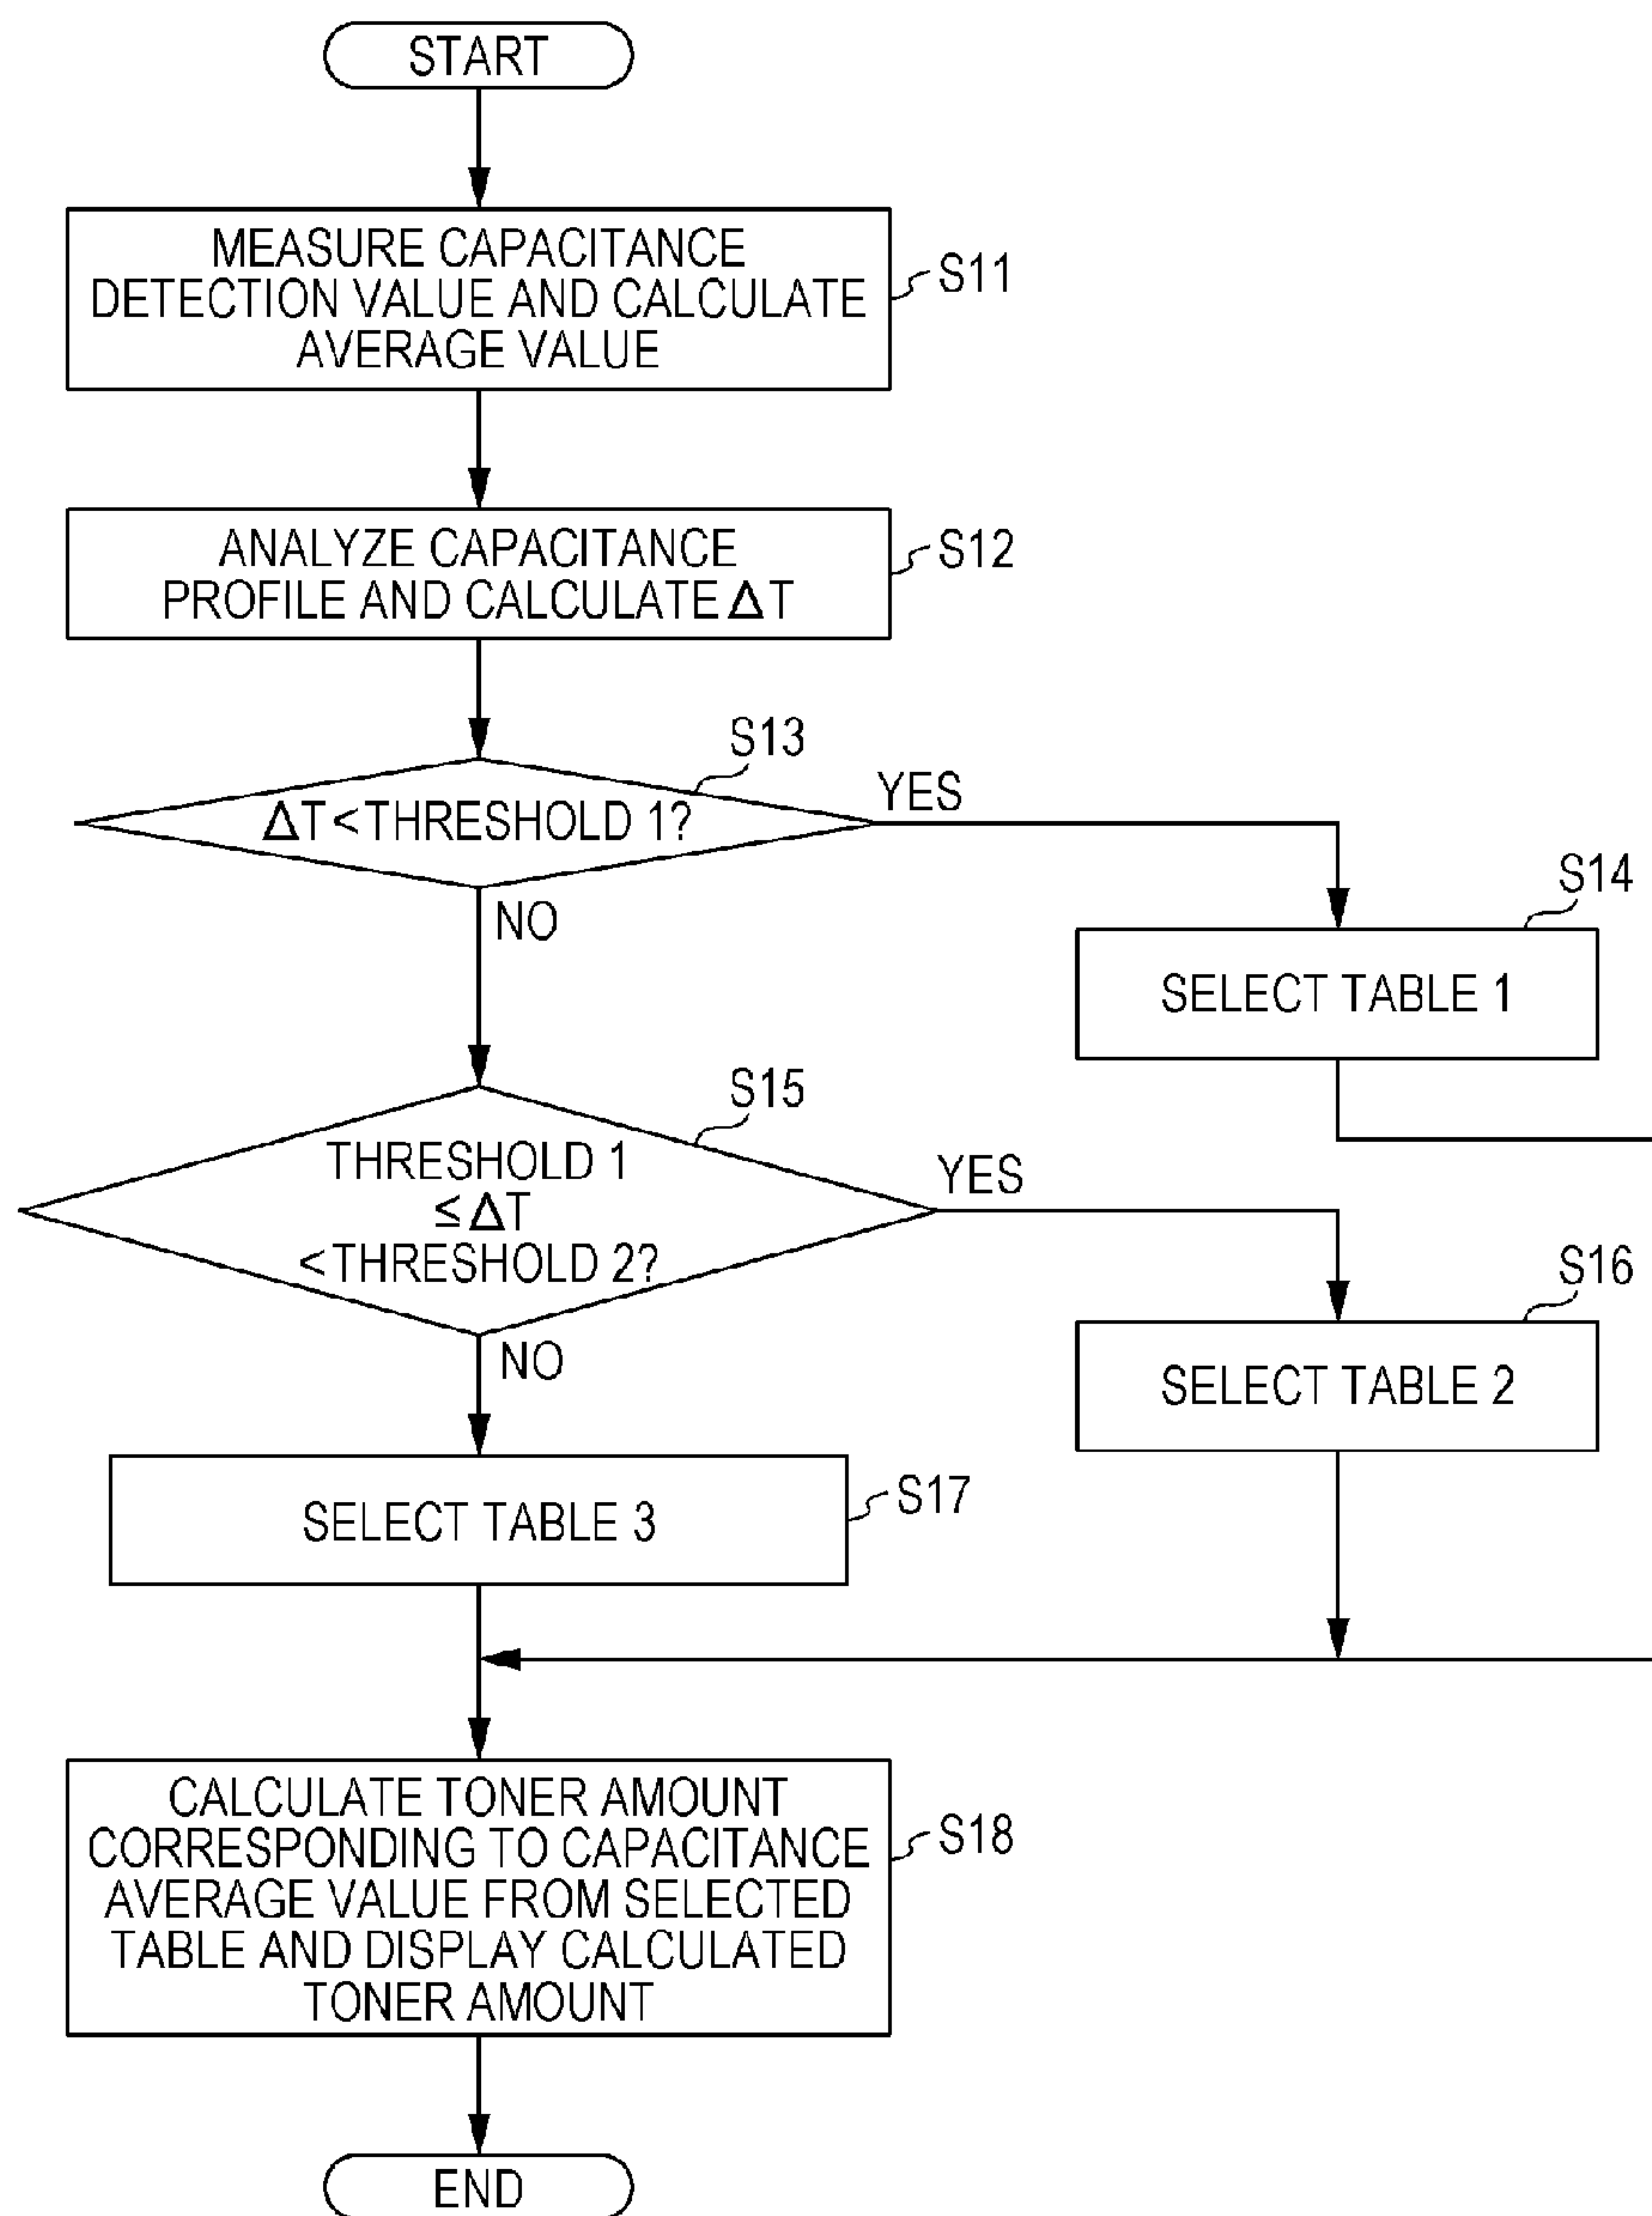 START
MEASURE CAPACITANCE
DETECTION VALUE AND CALCULATE
AVERAGE VALUE
S11
ANALYZE CAPACITANCE
PROFILE AND CALCULATE ΔT
S12
S13
ΔT<THRESHOLD 1?
YES
NO
S14
SELECT TABLE 1
S15
THRESHOLD 1
≤ΔT
<THRESHOLD 2?
YES
NO
S16
SELECT TABLE 2
SELECT TABLE 3
S17
CALCULATE TONER AMOUNT
CORRESPONDING TO CAPACITANCE
AVERAGE VALUE FROM SELECTED
TABLE AND DISPLAY CALCULATED
TONER AMOUNT
S18
END